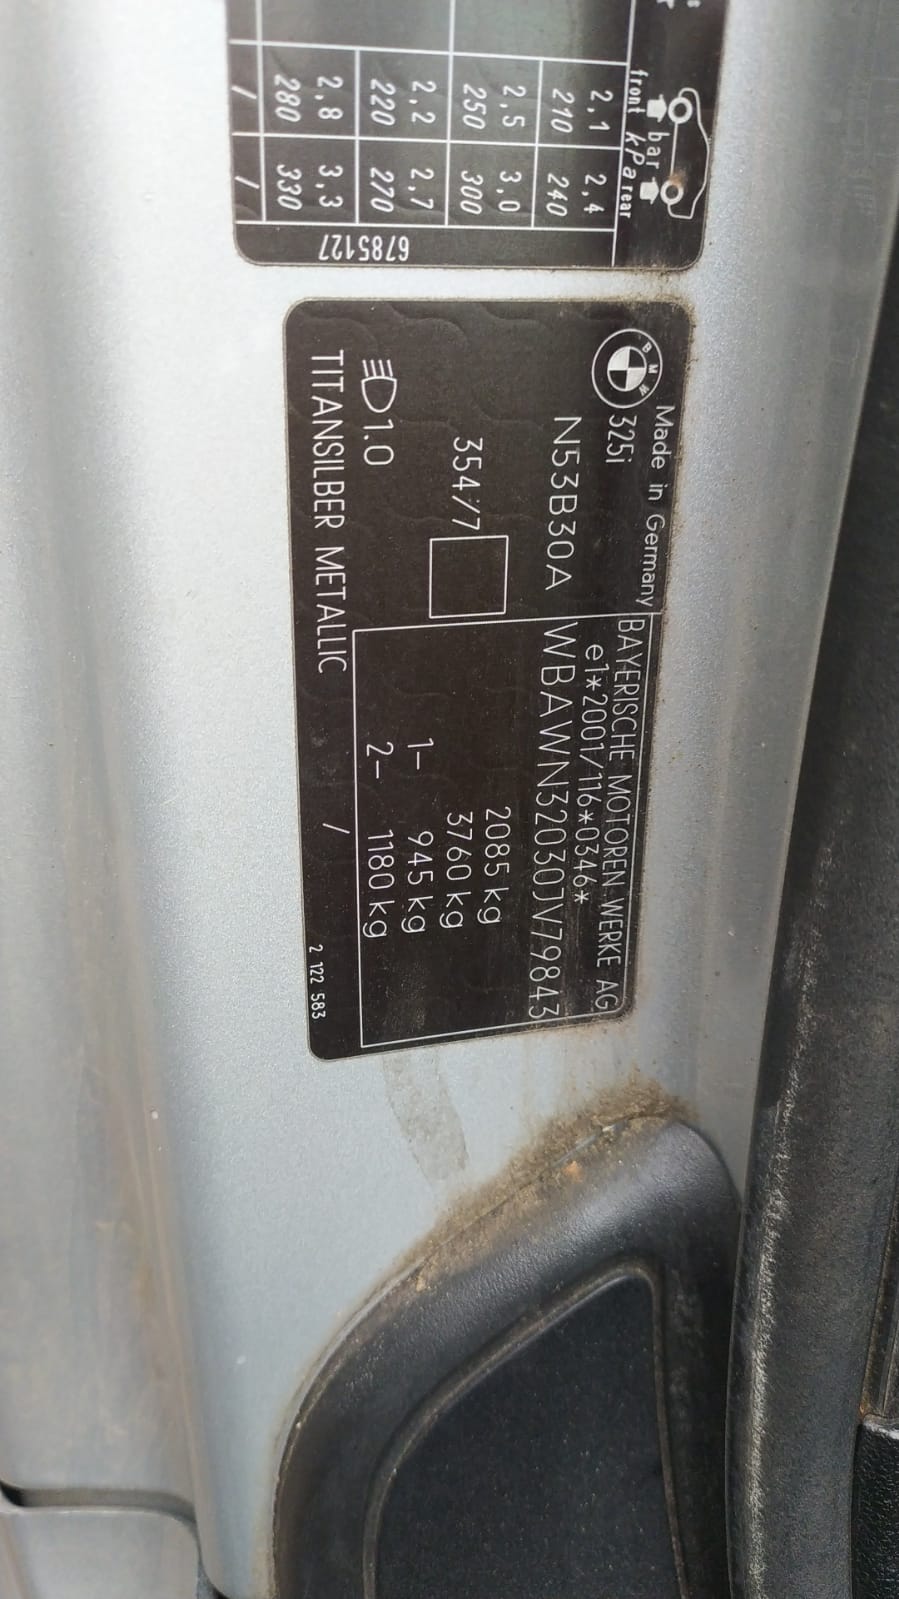 front rear
bar
kPa
2,1 2,4
210 240
2,5 3,0
250 300
2,2 2,7
220 270
2,8 3,3
280 330
/ /
6785127
BMW
Made in Germany
325i
BAYERISCHE MOTOREN WERKE AG
e1*2001/116*0346*
N53B30A
WBAWN32030JV79843
354/7
2085 kg
3760 kg
1- 945 kg
2- 1180 kg
1.0
TITANSILBER METALLIC /
2 122 583